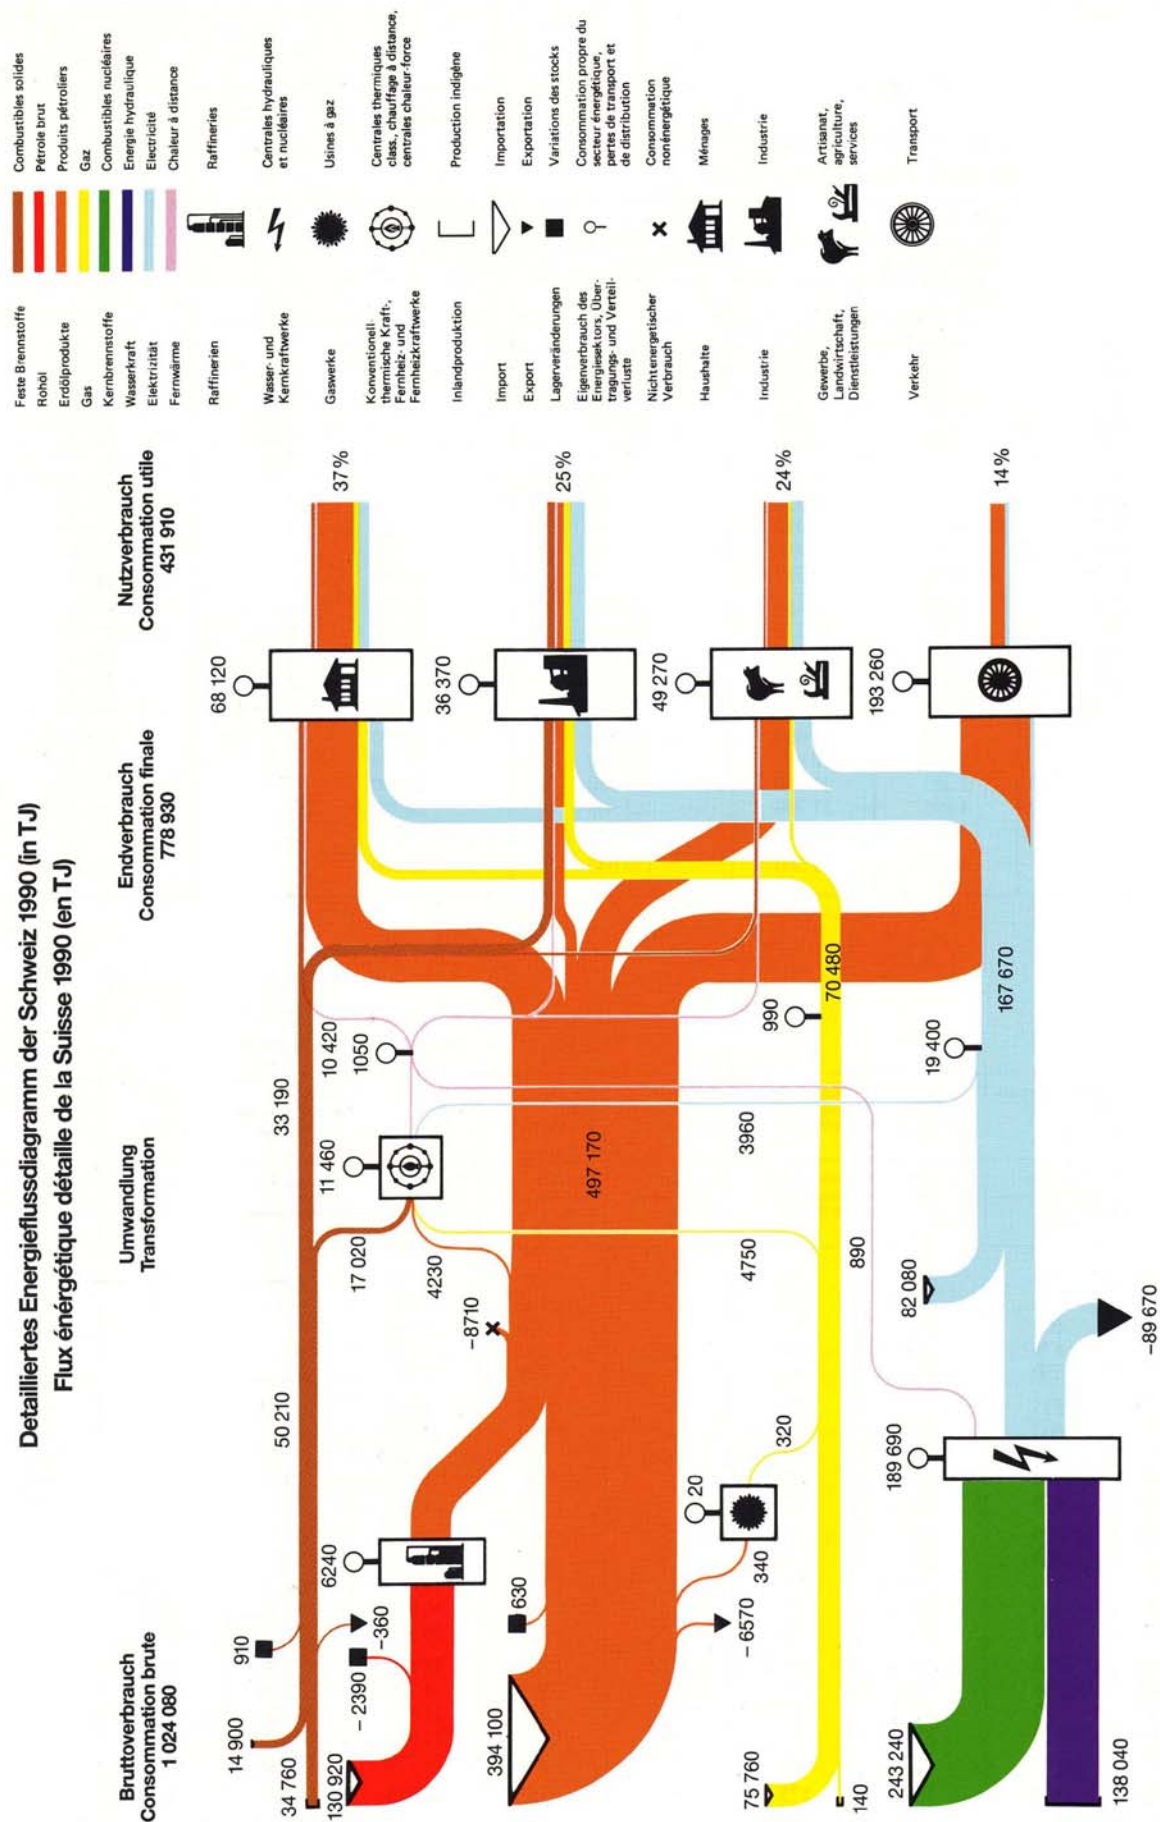 Detailliertes Energieflussdiagramm der Schweiz 1990 (in TJ)
Flux énérgétique détaille de la Suisse 1990 (en TJ)
Bruttoverbrauch
Consommation brute
1 024 080
Umwandlung
Transformation
Endverbrauch
Consommation finale
778 930
Nutzverbrauch
Consommation utile
431 910
14 900
910
34 760
50 210
33 190
130 920
– 2390
–360
6240
17 020
4230
11 460
10 420
1050
394 100
630
–8710
497 170
– 6570
340
20
320
4750
3960
75 760
140
990
70 480
890
243 240
138 040
189 690
82 080
–89 670
19 400
167 670
68 120
36 370
49 270
193 260
37 %
25 %
24 %
14 %
Feste Brennstoffe
Combustibles solides
Rohöl
Pétrole brut
Erdölprodukte
Produits pétroliers
Gas
Gaz
Kernbrennstoffe
Combustibles nucléaires
Wasserkraft
Energie hydraulique
Elektrizität
Electricité
Fernwärme
Chaleur à distance
Raffinerien
Raffineries
Wasser- und
Kernkraftwerke
Centrales hydrauliques
et nucléaires
Gaswerke
Usines à gaz
Konventionell-
thermische Kraft-,
Fernheiz- und
Fernheizkraftwerke
Centrales thermiques
class., chauffage à distance,
centrales chaleur-force
Inlandproduktion
Production indigène
Import
Importation
Export
Exportation
Lagerveränderungen
Variations des stocks
Eigenverbrauch des
Energiesektors, Über-
tragungs- und Verteil-
verluste
Consommation propre du
secteur énergétique,
pertes de transport et
de distribution
Nichtenergetischer
Verbrauch
Consommation
nonénergétique
Haushalte
Ménages
Industrie
Industrie
Gewerbe,
Landwirtschaft,
Dienstleistungen
Artisanat,
agriculture,
services
Verkehr
Transport